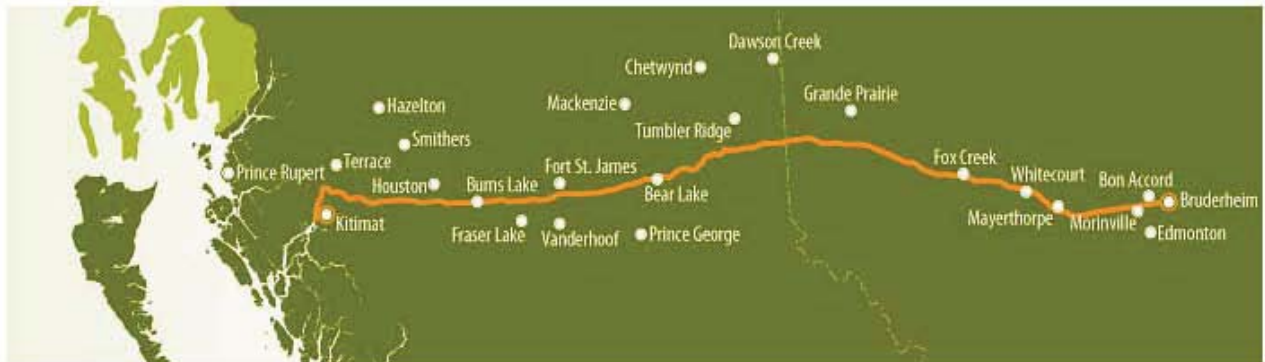 Dawson Creek
Chetwynd
Grande Prairie
Mackenzie
Hazelton
Tumbler Ridge
Smithers
Terrace
Fort St. James
Fox Creek
Prince Rupert
Houston
Burns Lake
Bear Lake
Whitecourt
Bon Accord
Bruderheim
Kitimat
Fraser Lake
Vanderhoof
Prince George
Mayerthorpe
Morinville
Edmonton